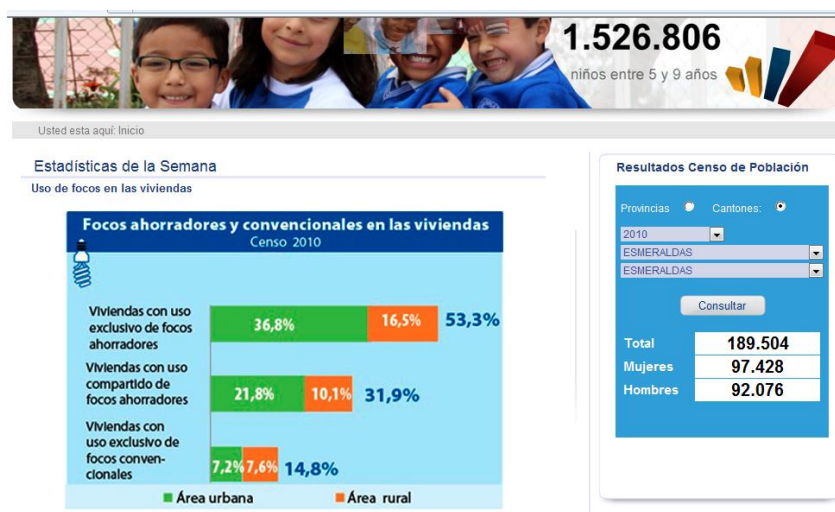 1.526.806
niños entre 5 y 9 años
Usted esta aquí: Inicio
Estadísticas de la Semana
Uso de focos en las viviendas
Focos ahorradores y convencionales en las viviendas
Censo 2010
Viviendas con uso
exclusivo de focos
ahorradores
36,8%
16,5%
53,3%
Viviendas con uso
compartido de
focos ahorradores
21,8%
10,1%
31,9%
Viviendas con
uso exclusivo de
focos conven-
cionales
7,2%
7,6%
14,8%
Área urbana
Área rural
Resultados Censo de Población
Provincias
Cantones:
2010
ESMERALDAS
ESMERALDAS
Consultar
Total 189.504
Mujeres 97.428
Hombres 92.076